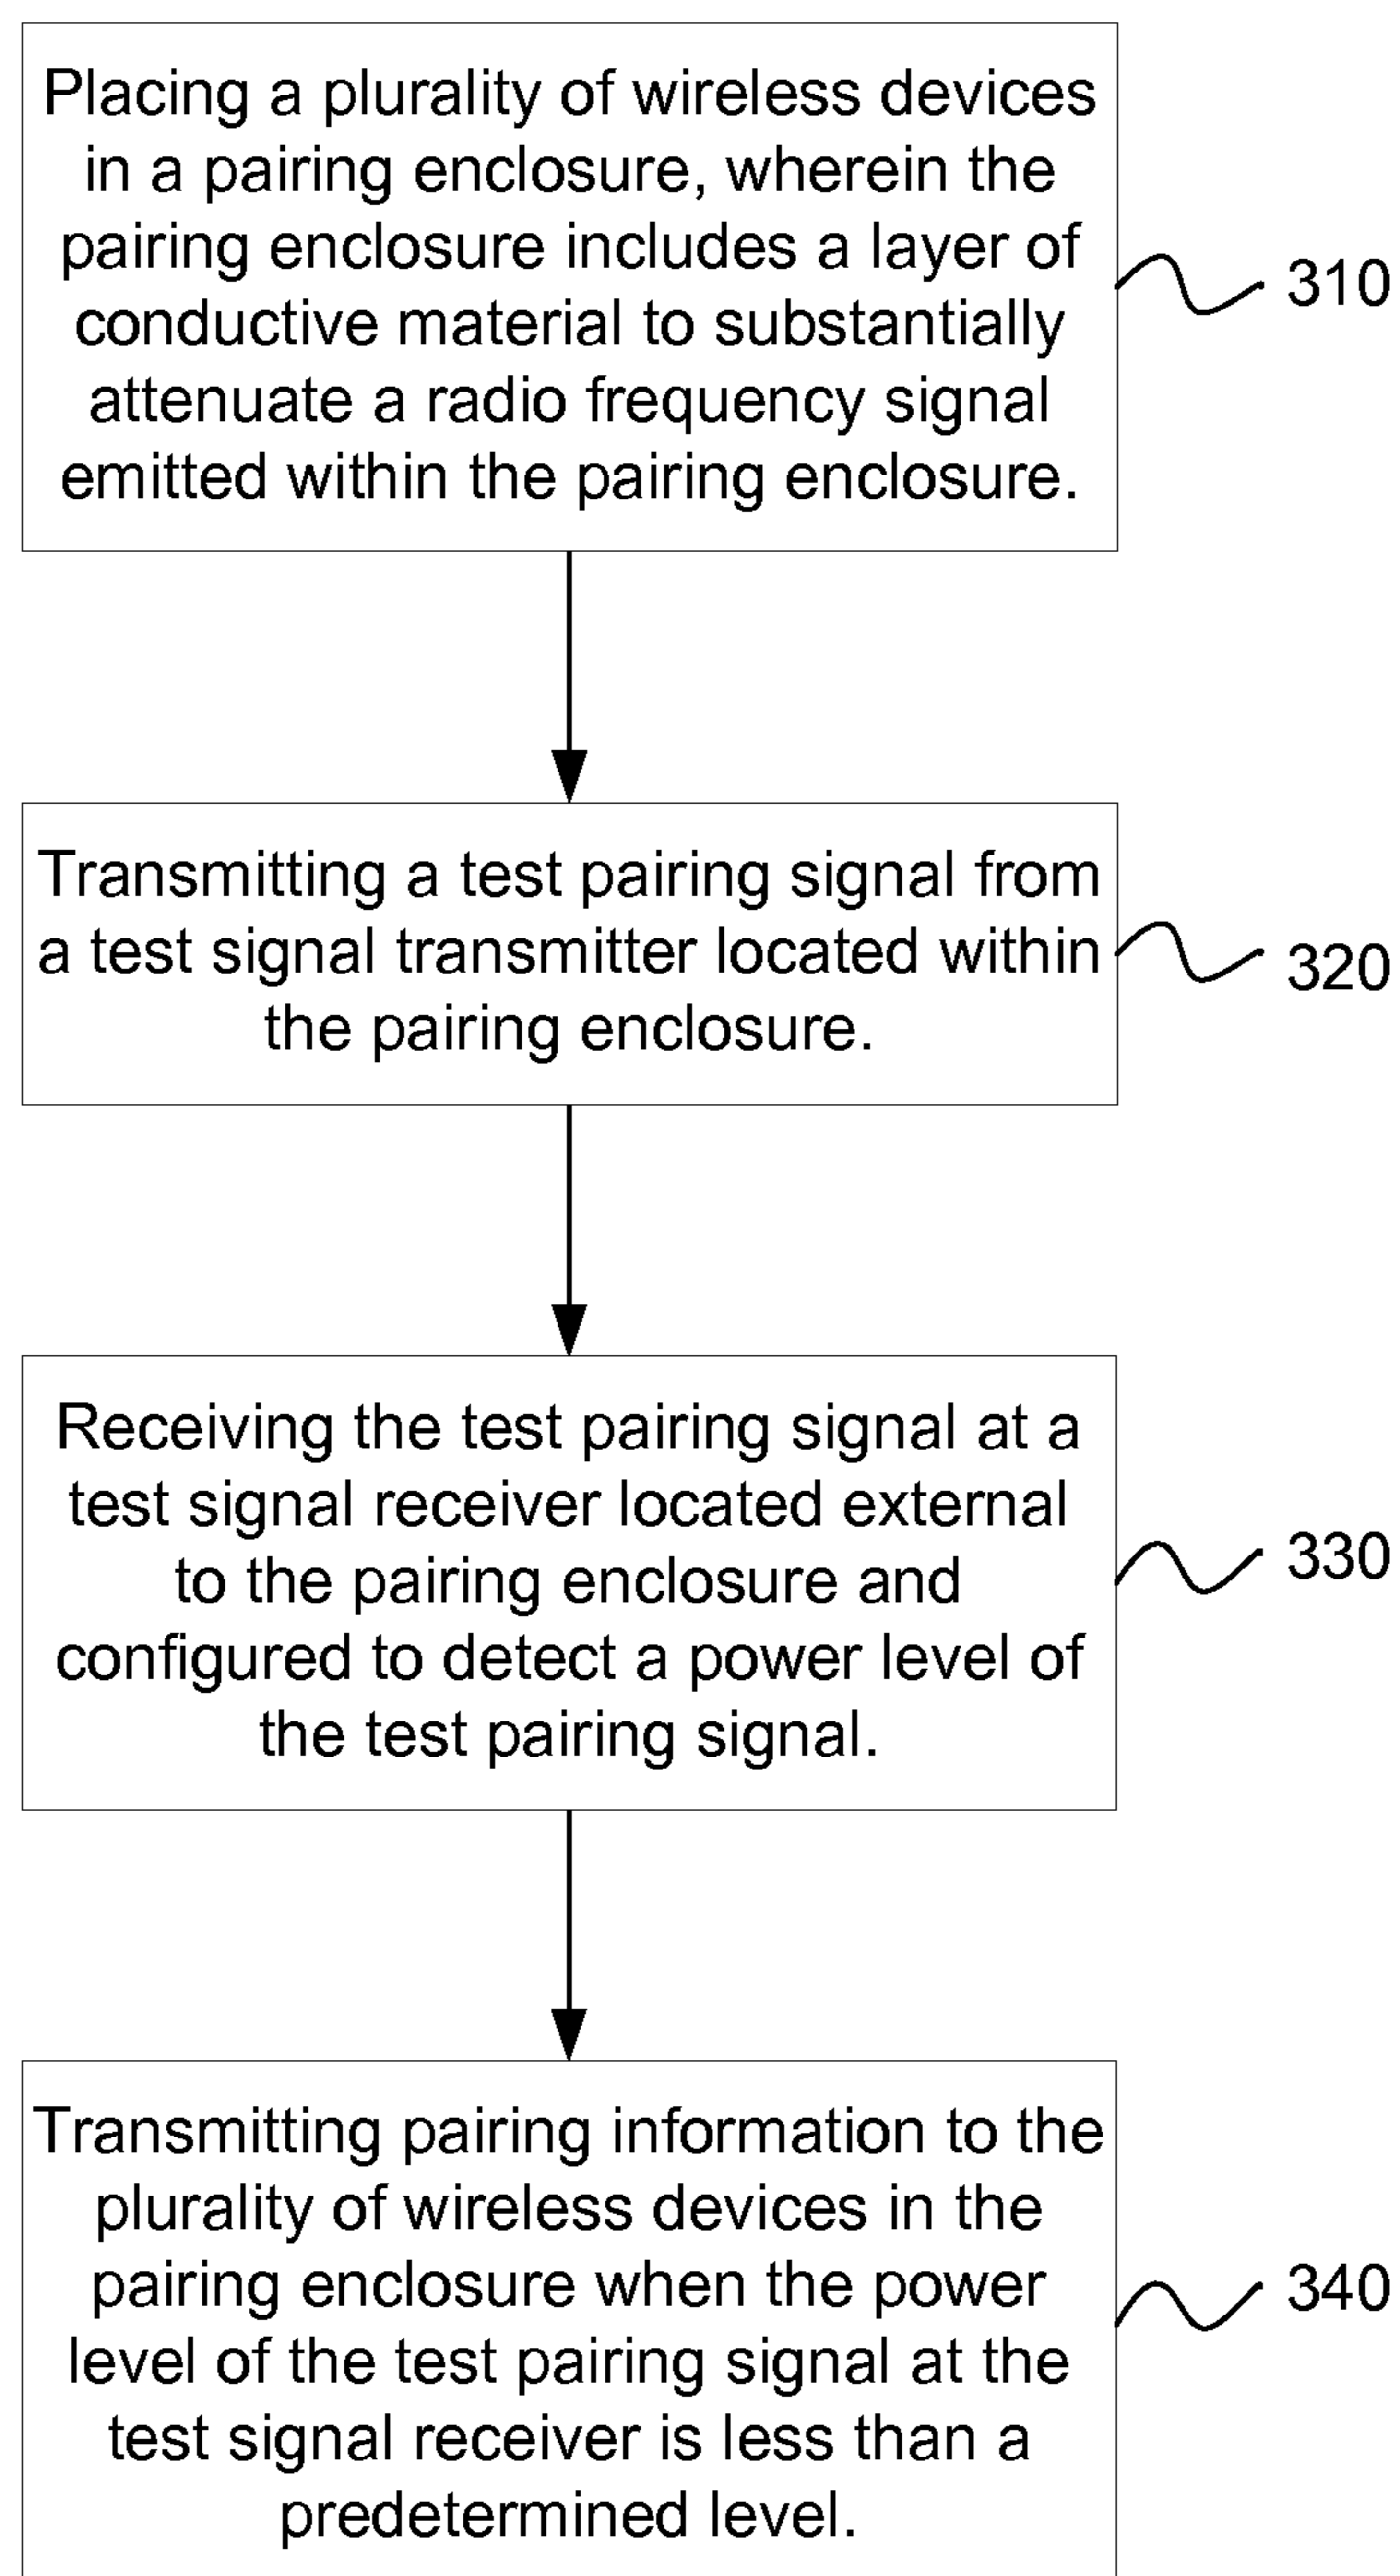 Placing a plurality of wireless devices
in a pairing enclosure, wherein the
pairing enclosure includes a layer of
conductive material to substantially
attenuate a radio frequency signal
emitted within the pairing enclosure.
310
Transmitting a test pairing signal from
a test signal transmitter located within
the pairing enclosure.
320
Receiving the test pairing signal at a
test signal receiver located external
to the pairing enclosure and
configured to detect a power level of
the test pairing signal.
330
Transmitting pairing information to the
plurality of wireless devices in the
pairing enclosure when the power
level of the test pairing signal at the
test signal receiver is less than a
predetermined level.
340